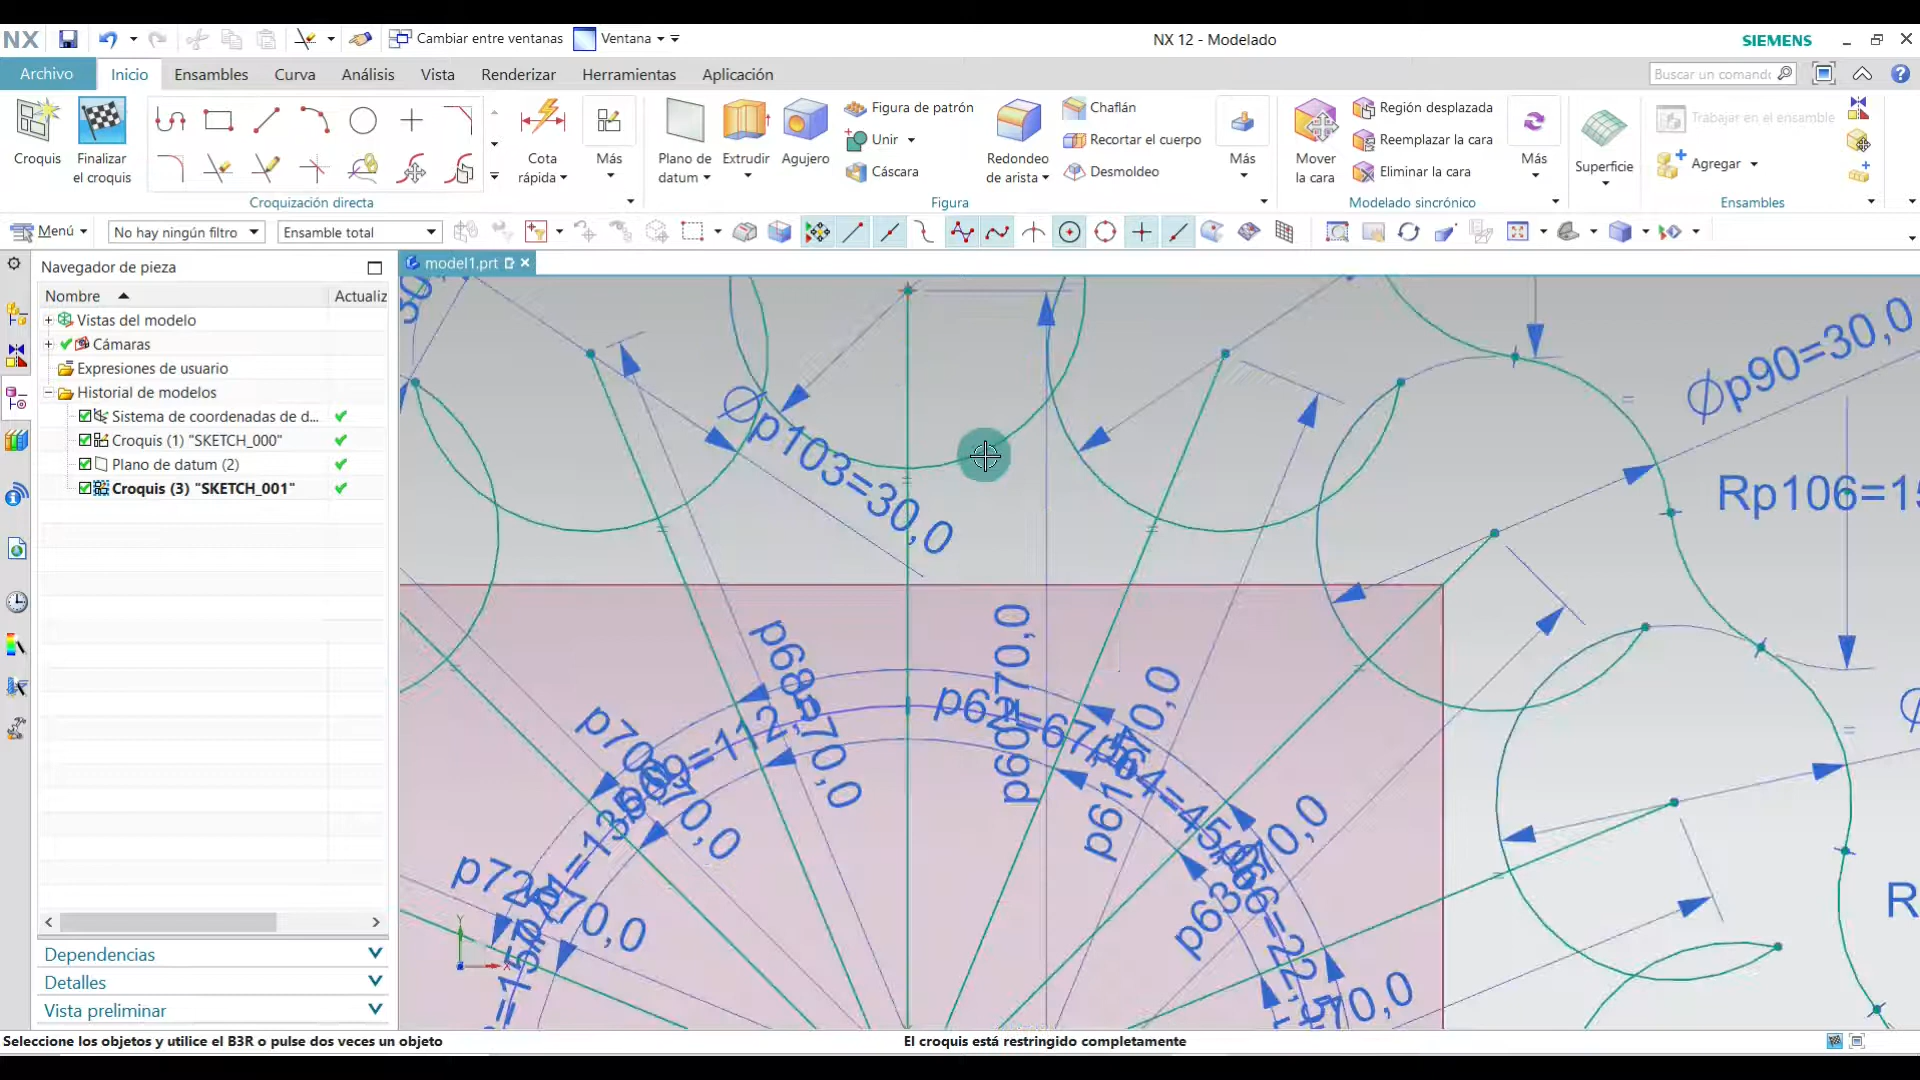 NX
Cambiar entre ventanas
Ventana
NX 12 - Modelado
SIEMENS
Archivo
Inicio
Ensambles
Curva
Análisis
Vista
Renderizar
Herramientas
Aplicación
Buscar un comando
Croquis
Finalizar
el croquis
Cota
rápida
Más
Croquización directa
Plano de
datum
Extrudir
Agujero
Figura de patrón
Unir
Cáscara
Redondeo
de arista
Chaflán
Recortar el cuerpo
Desmoldeo
Más
Figura
Mover
la cara
Región desplazada
Reemplazar la cara
Eliminar la cara
Más
Modelado sincrónico
Superficie
Trabajar en el ensamble
Agregar
Ensambles
Menú
No hay ningún filtro
Ensamble total
Navegador de pieza
model1.prt
Nombre
Actualiz
Vistas del modelo
Cámaras
Expresiones de usuario
Historial de modelos
Sistema de coordenadas de d...
Croquis (1) "SKETCH_000"
Plano de datum (2)
Croquis (3) "SKETCH_001"
Dependencias
Detalles
Vista preliminar
Øp90=30,0
Øp103=30,0
Rp106=15
Seleccione los objetos y utilice el B3R o pulse dos veces un objeto
El croquis está restringido completamente